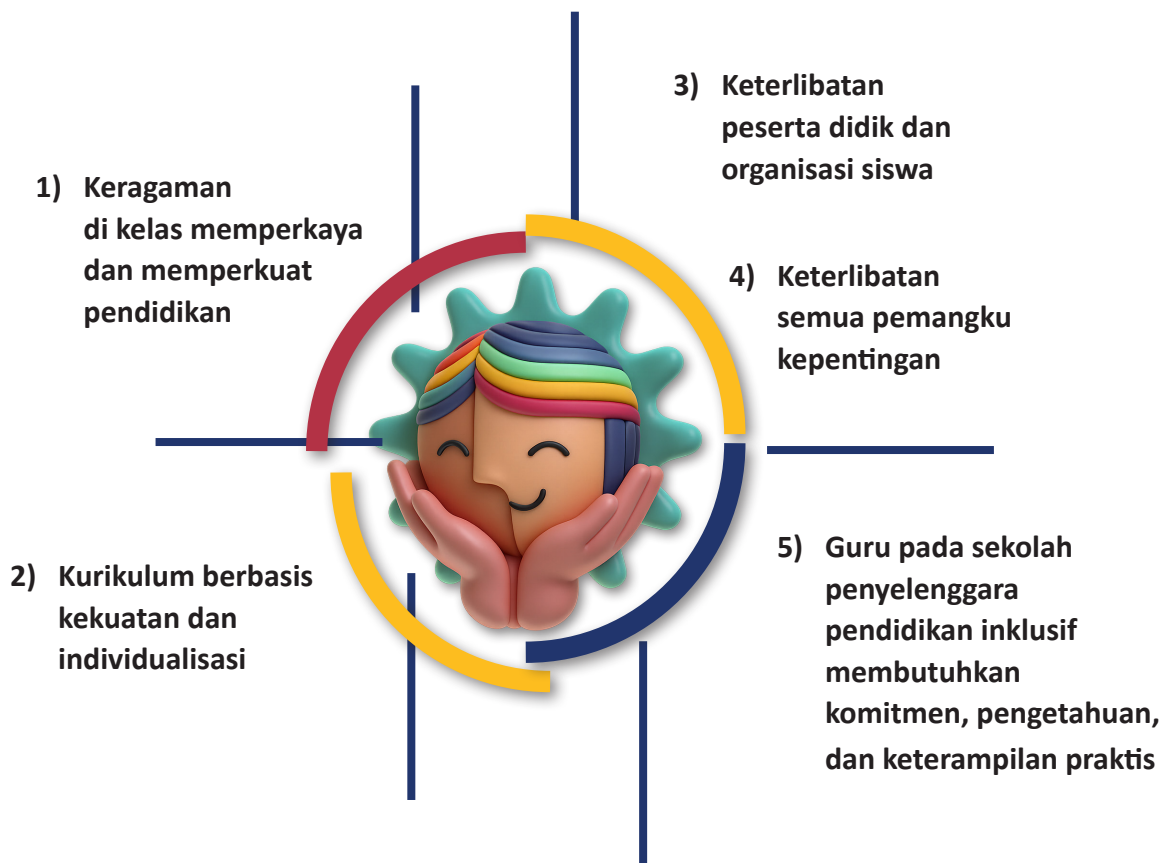 1) Keragaman
di kelas memperkaya
dan memperkuat
pendidikan
2) Kurikulum berbasis
kekuatan dan
individualisasi
3) Keterlibatan
peserta didik dan
organisasi siswa
4) Keterlibatan
semua pemangku
kepentingan
5) Guru pada sekolah
penyelenggara
pendidikan inklusif
membutuhkan
komitmen, pengetahuan,
dan keterampilan praktis